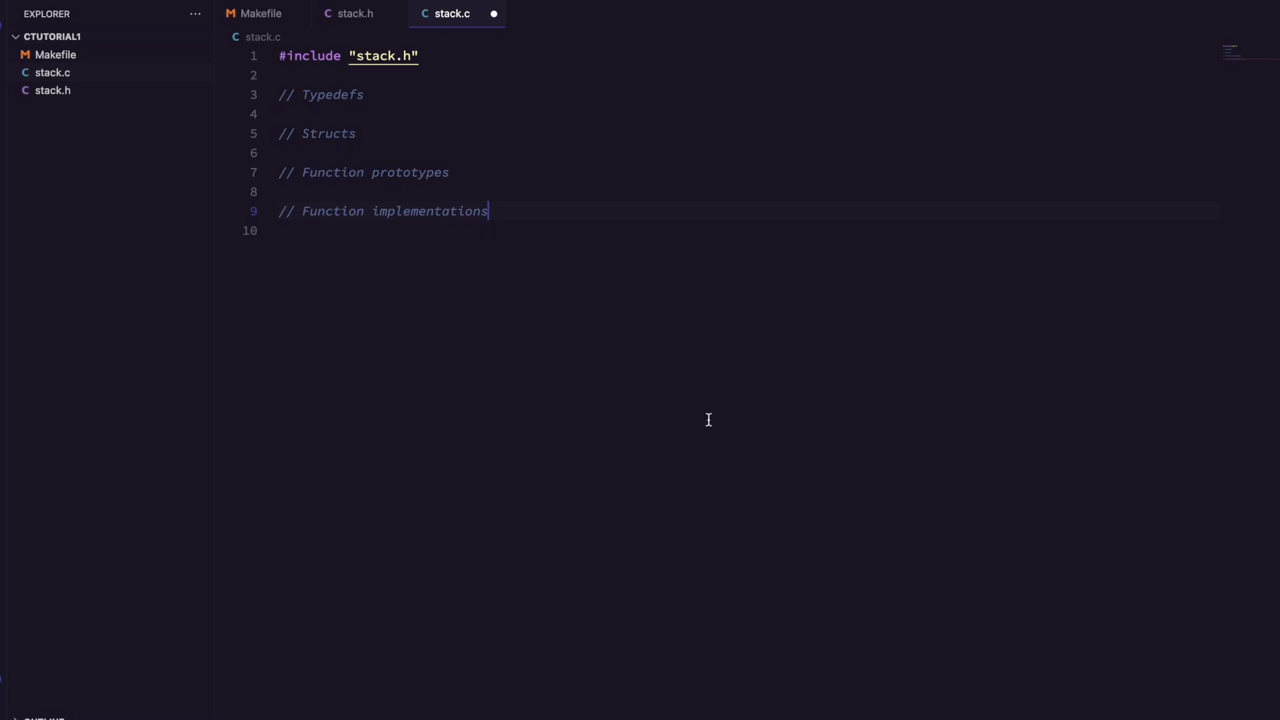 EXPLORER ...
CTUTORIAL1
M Makefile
C stack.c
C stack.h
M Makefile C stack.h C stack.c
C stack.c
1 #include "stack.h"
2
3 // Typedefs
4
5 // Structs
6
7 // Function prototypes
8
9 // Function implementations
10
OUTLINE